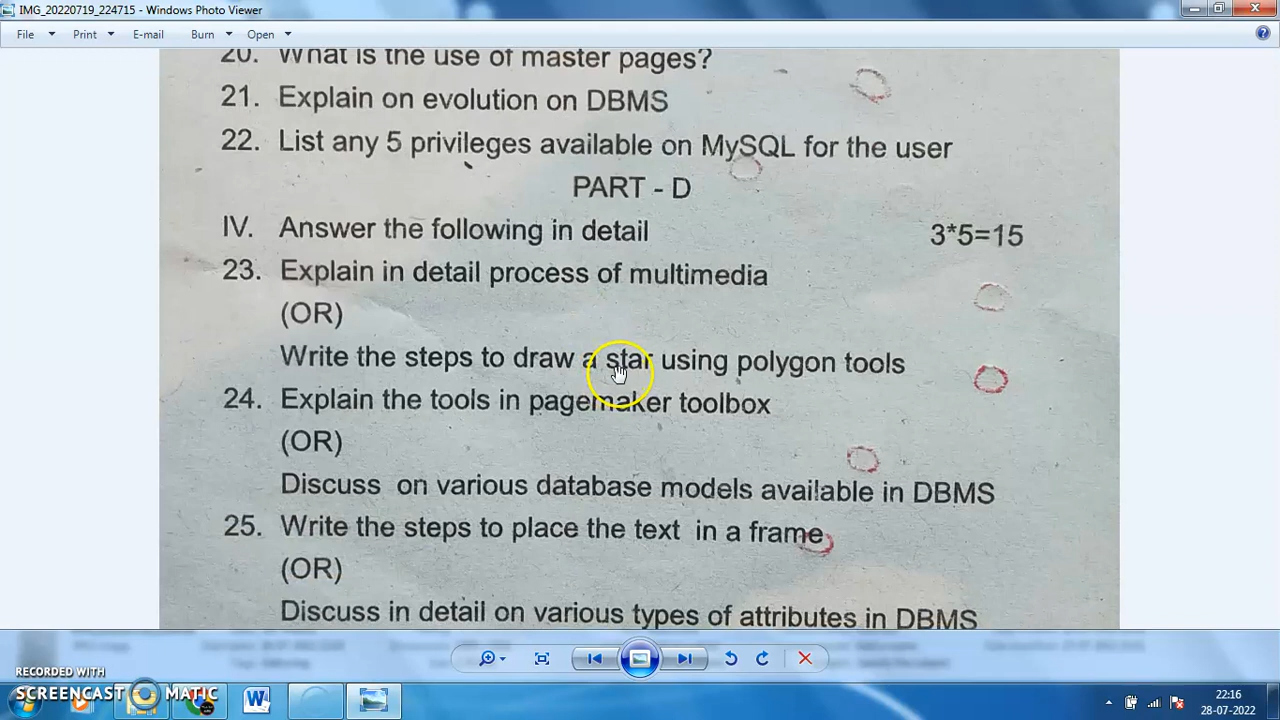 IMG_20220719_224715 - Windows Photo Viewer
File Print E-mail Burn Open
20. What is the use of master pages?
21. Explain on evolution on DBMS
22. List any 5 privileges available on MySQL for the user
PART - D
IV. Answer the following in detail 3*5=15
23. Explain in detail process of multimedia
(OR)
Write the steps to draw a star using polygon tools
24. Explain the tools in pagemaker toolbox
(OR)
Discuss on various database models available in DBMS
25. Write the steps to place the text in a frame
(OR)
Discuss in detail on various types of attributes in DBMS
RECORDED WITH
SCREENCAST MATIC
22:16
28-07-2022